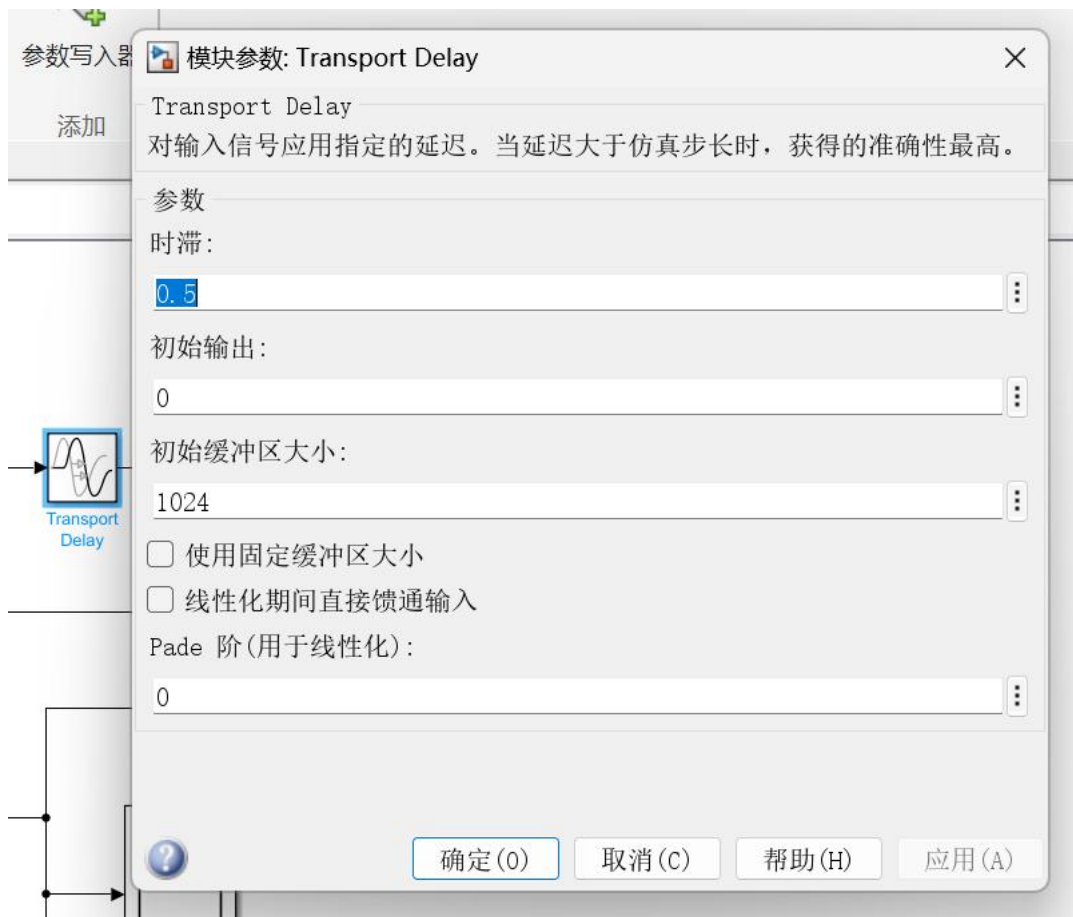 参数写入器
添加
模块参数: Transport Delay
Transport Delay
对输入信号应用指定的延迟。当延迟大于仿真步长时，获得的准确性最高。
参数
时滞:
0.5
初始输出:
0
初始缓冲区大小:
1024
使用固定缓冲区大小
线性化期间直接馈通输入
Pade 阶(用于线性化):
0
Transport
Delay
确定(O)
取消(C)
帮助(H)
应用(A)